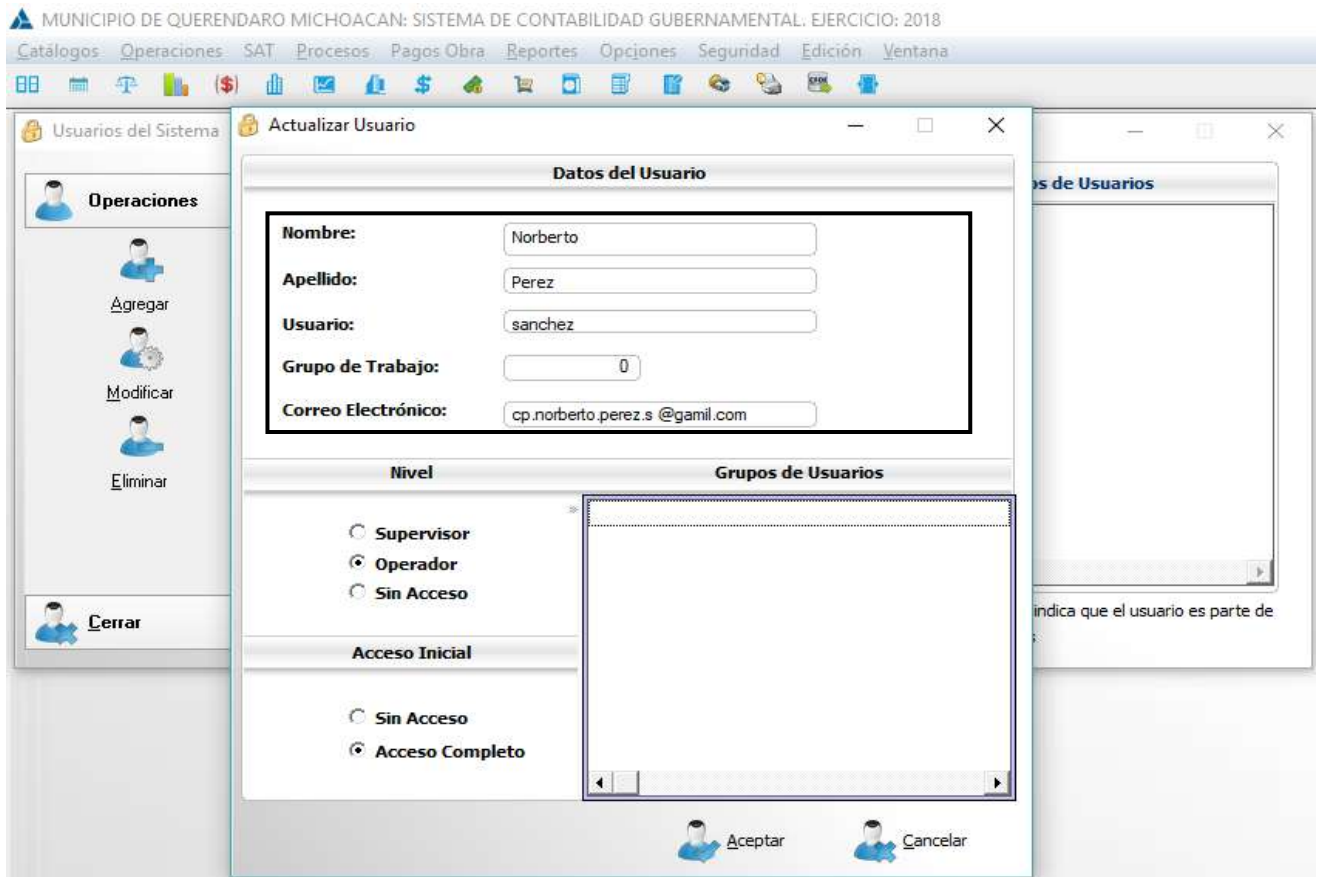 MUNICIPIO DE QUERENDARO MICHOACAN: SISTEMA DE CONTABILIDAD GUBERNAMENTAL. EJERCICIO: 2018
Catálogos Operaciones SAT Procesos Pagos Obra Reportes Opciones Seguridad Edición Ventana
Usuarios del Sistema
Operaciones
Agregar
Modificar
Eliminar
Cerrar
Actualizar Usuario
Datos del Usuario
Nombre: Norberto
Apellido: Perez
Usuario: sanchez
Grupo de Trabajo: 0
Correo Electrónico: cp.norberto.perez.s @gamil.com
Nivel
Supervisor
Operador
Sin Acceso
Acceso Inicial
Sin Acceso
Acceso Completo
Grupos de Usuarios
Aceptar Cancelar
de Usuarios
indica que el usuario es parte de